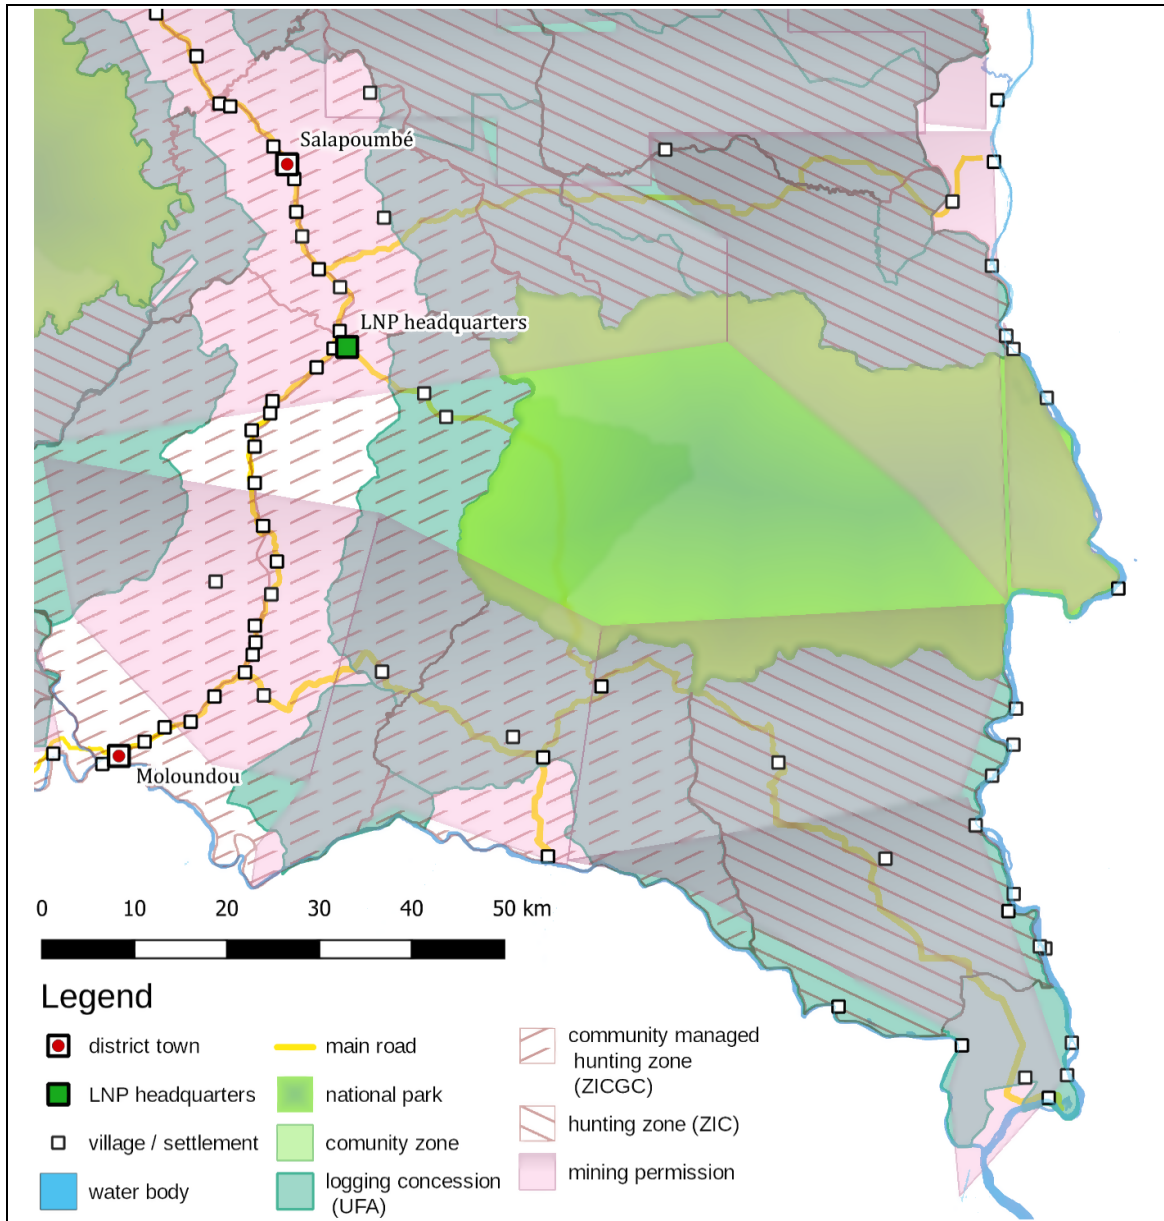 Salapoumbé
LNP headquarters
Moloundou
0 10 20 30 40 50 km
Legend
district town
LNP headquarters
village / settlement
water body
main road
national park
comunity zone
logging concession
(UFA)
community managed
hunting zone
(ZICGC)
hunting zone (ZIC)
mining permission